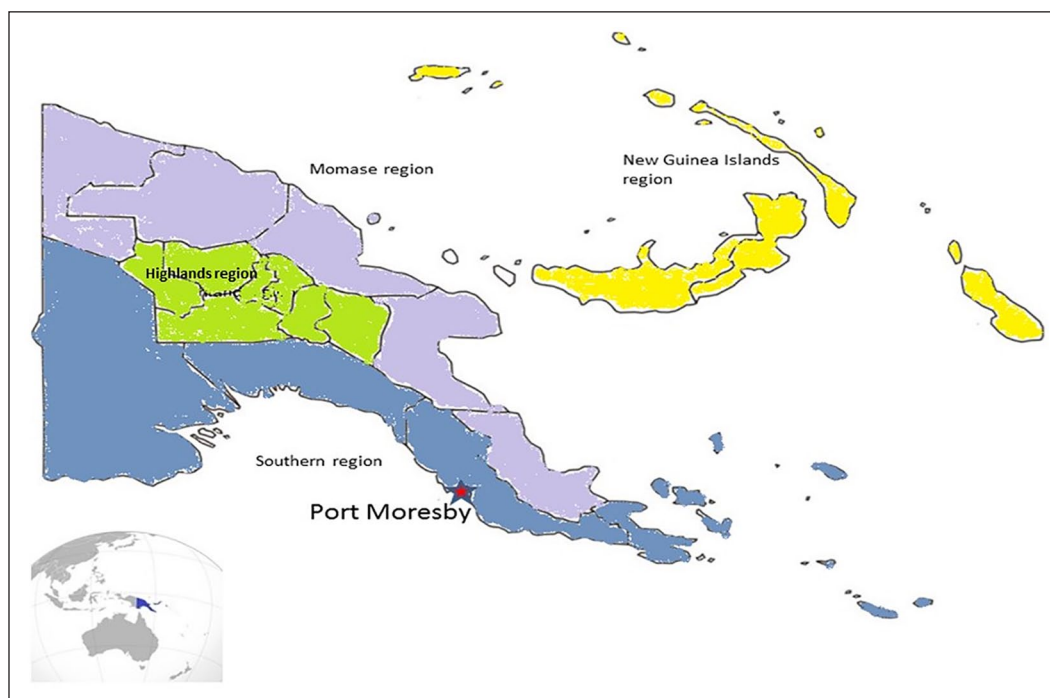 Momase region
New Guinea Islands
region
Highlands region
Southern region
Port Moresby